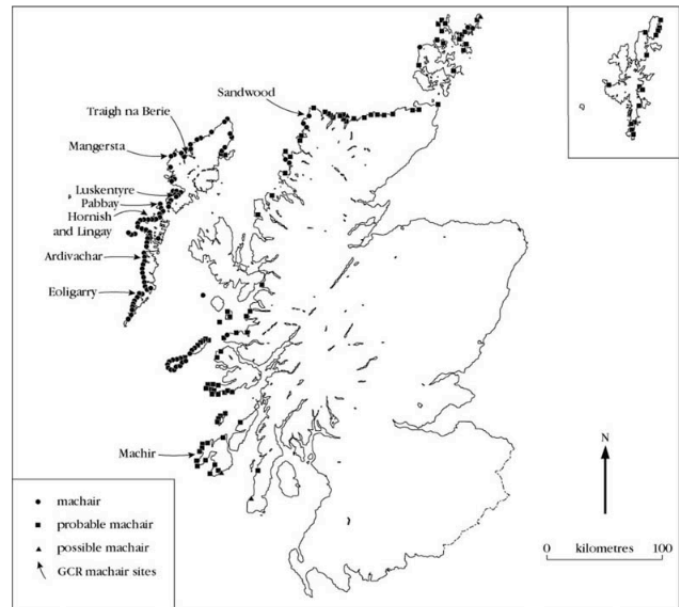 Sandwood
Traigh na Berie
Mangersta
Luskentyre
Pabbay
Hornish
and Lingay
Ardivachar
Eoligarry
Machir
N
machair
probable machair
possible machair
GCR machair sites
0 kilometres 100